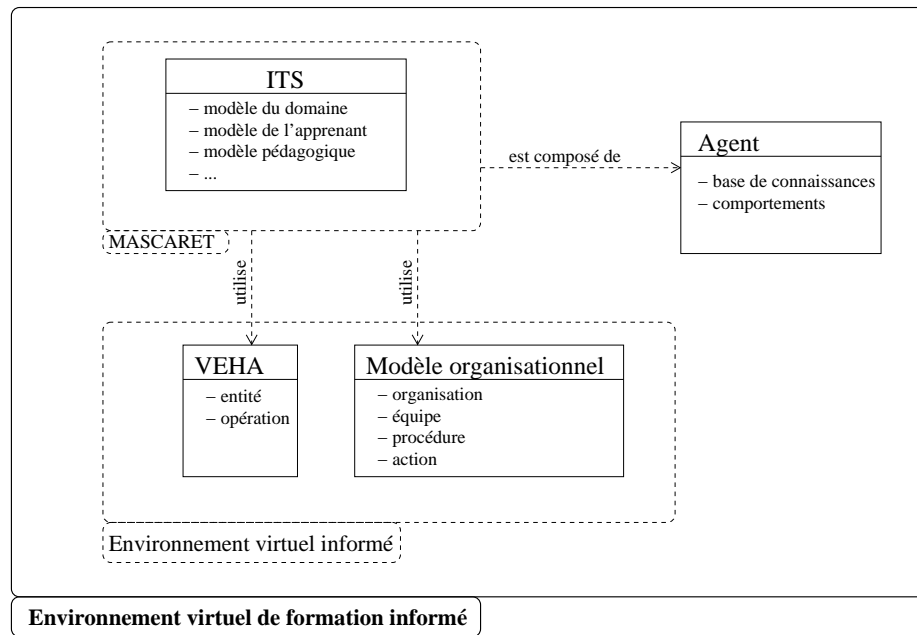 ITS
– modèle du domaine
– modèle de l'apprenant
– modèle pédagogique
– ...
MASCARET
est composé de
Agent
– base de connaissances
– comportements
utilise
utilise
VEHA
– entité
– opération
Modèle organisationnel
– organisation
– équipe
– procédure
– action
Environnement virtuel informé
Environnement virtuel de formation informé